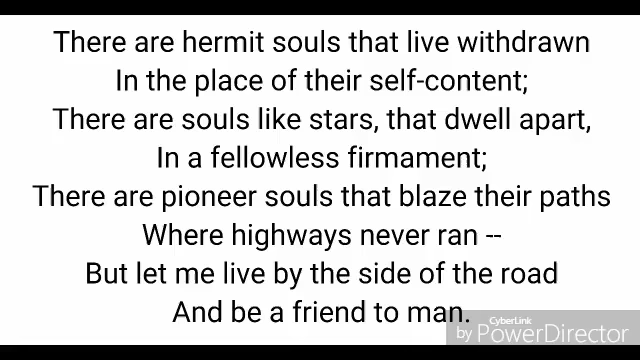 There are hermit souls that live withdrawn
In the place of their self-content;
There are souls like stars, that dwell apart,
In a fellowless firmament;
There are pioneer souls that blaze their paths
Where highways never ran --
But let me live by the side of the road
And be a friend to man.
CyberLink
by PowerDirector